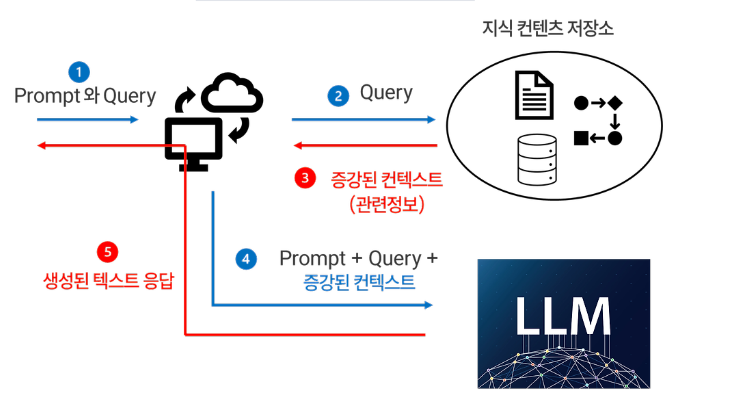 지식 컨텐츠 저장소
1
Prompt 와 Query
2
Query
3
증강된 컨텍스트
(관련정보)
4
Prompt + Query +
증강된 컨텍스트
5
생성된 텍스트 응답
LLM